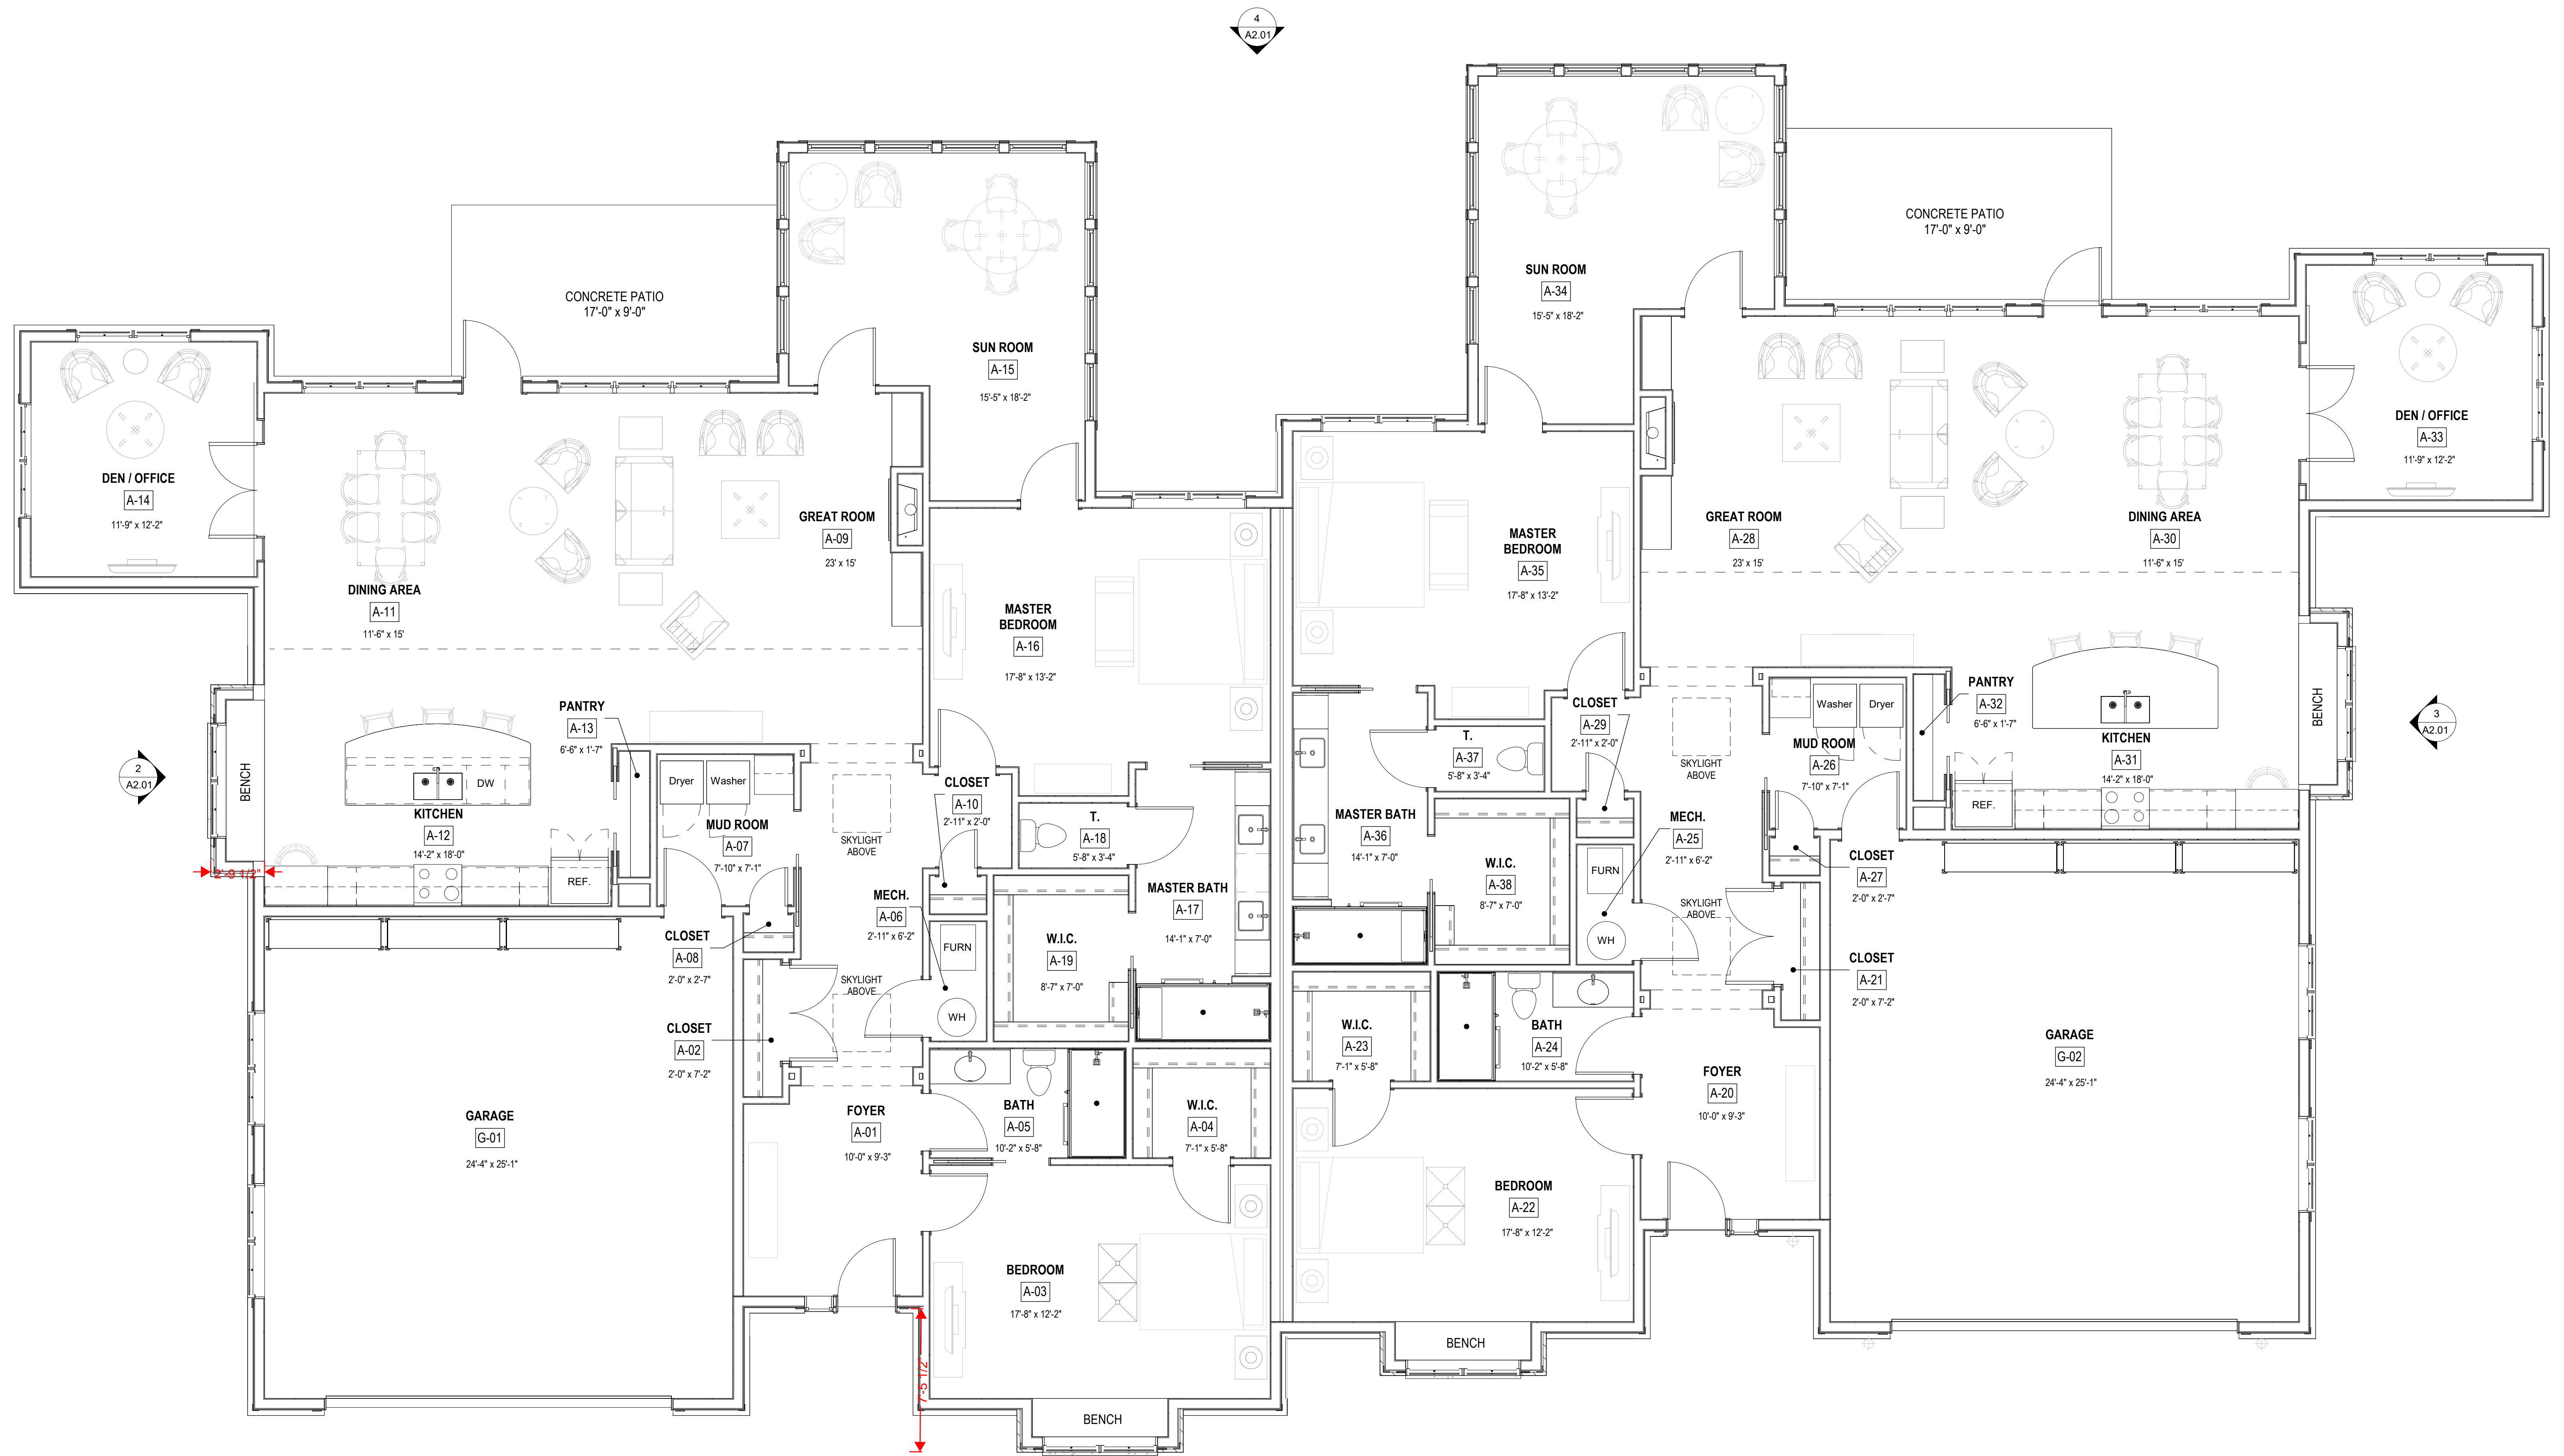 4
A2.01
CONCRETE PATIO
17'-0" x 9'-0"
SUN ROOM
A-34
15'-5" x 18'-2"
CONCRETE PATIO
17'-0" x 9'-0"
SUN ROOM
A-15
15'-5" x 18'-2"
DEN / OFFICE
A-33
11'-9" x 12'-2"
DEN / OFFICE
A-14
11'-9" x 12'-2"
GREAT ROOM
A-09
23' x 15'
GREAT ROOM
A-28
23' x 15'
DINING AREA
A-30
11'-6" x 15'
MASTER
BEDROOM
A-35
17'-8" x 13'-2"
DINING AREA
A-11
11'-6" x 15'
MASTER
BEDROOM
A-16
17'-8" x 13'-2"
PANTRY
A-13
6'-6" x 1'-7"
CLOSET
A-29
2'-11" x 2'-0"
Washer
Dryer
PANTRY
A-32
6'-6" x 1'-7"
BENCH
3
A2.01
2
A2.01
BENCH
DW
KITCHEN
A-12
14'-2" x 18'-0"
REF.
Dryer
Washer
MUD ROOM
A-07
7'-10" x 7'-1"
SKYLIGHT
ABOVE
CLOSET
A-10
2'-11" x 2'-0"
T.
A-18
5'-8" x 3'-4"
T.
A-37
5'-8" x 3'-4"
SKYLIGHT
ABOVE
MUD ROOM
A-26
7'-10" x 7'-1"
KITCHEN
A-31
14'-2" x 18'-0"
REF.
MASTER BATH
A-36
14'-1" x 7'-0"
MECH.
A-25
2'-11" x 6'-2"
W.I.C.
A-38
8'-7" x 7'-0"
FURN
WH
CLOSET
A-27
2'-0" x 2'-7"
2'-9 1/2"
MECH.
A-06
2'-11" x 6'-2"
MASTER BATH
A-17
14'-1" x 7'-0"
SKYLIGHT
ABOVE
CLOSET
A-08
2'-0" x 2'-7"
FURN
WH
W.I.C.
A-19
8'-7" x 7'-0"
CLOSET
A-21
2'-0" x 7'-2"
SKYLIGHT
ABOVE
CLOSET
A-02
2'-0" x 7'-2"
W.I.C.
A-23
7'-1" x 5'-8"
BATH
A-24
10'-2" x 5'-8"
GARAGE
G-02
24'-4" x 25'-1"
FOYER
A-20
10'-0" x 9'-3"
GARAGE
G-01
24'-4" x 25'-1"
FOYER
A-01
10'-0" x 9'-3"
BATH
A-05
10'-2" x 5'-8"
W.I.C.
A-04
7'-1" x 5'-8"
BEDROOM
A-22
17'-8" x 12'-2"
BEDROOM
A-03
17'-8" x 12'-2"
BENCH
7'-5 1/2"
BENCH